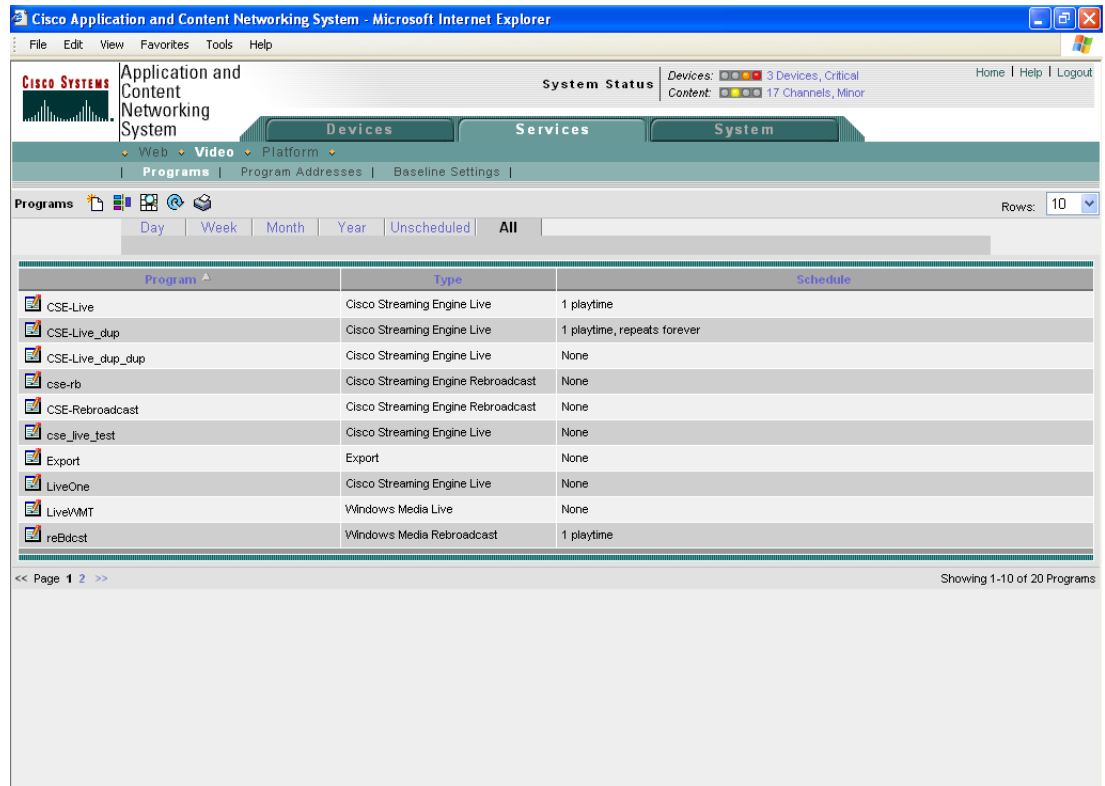 Cisco Application and Content Networking System - Microsoft Internet Explorer
File Edit View Favorites Tools Help
CISCO SYSTEMS
Application and
Content
Networking
System
System Status
Devices: 3 Devices, Critical
Content: 17 Channels, Minor
Home | Help | Logout
Devices Services System
Web Video Platform
| Programs | Program Addresses | Baseline Settings |
Programs
Rows: 10
Day Week Month Year Unscheduled All
Program Type Schedule
CSE-Live Cisco Streaming Engine Live 1 playtime
CSE-Live_dup Cisco Streaming Engine Live 1 playtime, repeats forever
CSE-Live_dup_dup Cisco Streaming Engine Live None
cse-rb Cisco Streaming Engine Rebroadcast None
CSE-Rebroadcast Cisco Streaming Engine Rebroadcast None
cse_live_test Cisco Streaming Engine Live None
Export Export None
LiveOne Cisco Streaming Engine Live None
LiveWMT Windows Media Live None
reBdcst Windows Media Rebroadcast 1 playtime
<< Page 1 2 >>
Showing 1-10 of 20 Programs